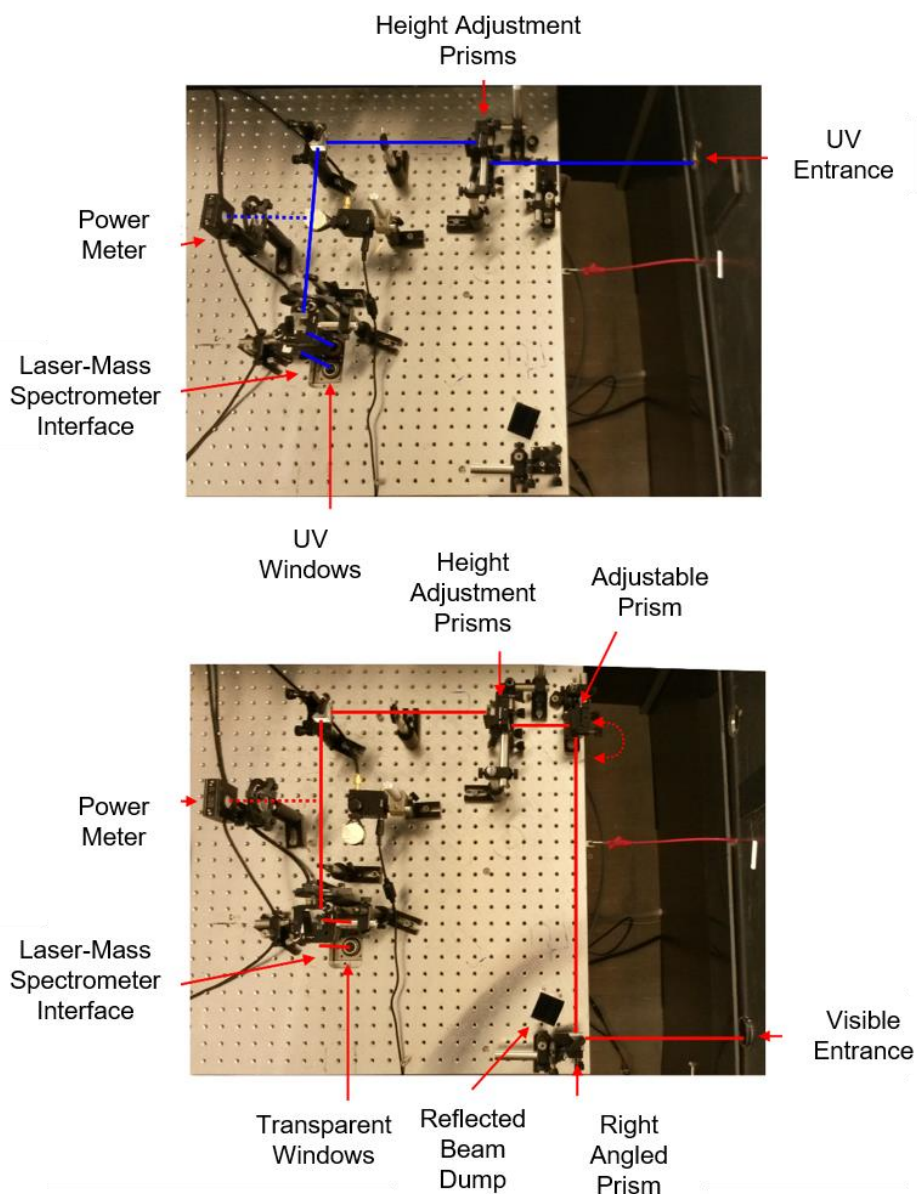 Height Adjustment
Prisms
UV
Entrance
Power
Meter
Laser-Mass
Spectrometer
Interface
UV
Windows
Height
Adjustment
Prisms
Adjustable
Prism
Power
Meter
Laser-Mass
Spectrometer
Interface
Visible
Entrance
Transparent
Windows
Reflected
Beam
Dump
Right
Angled
Prism